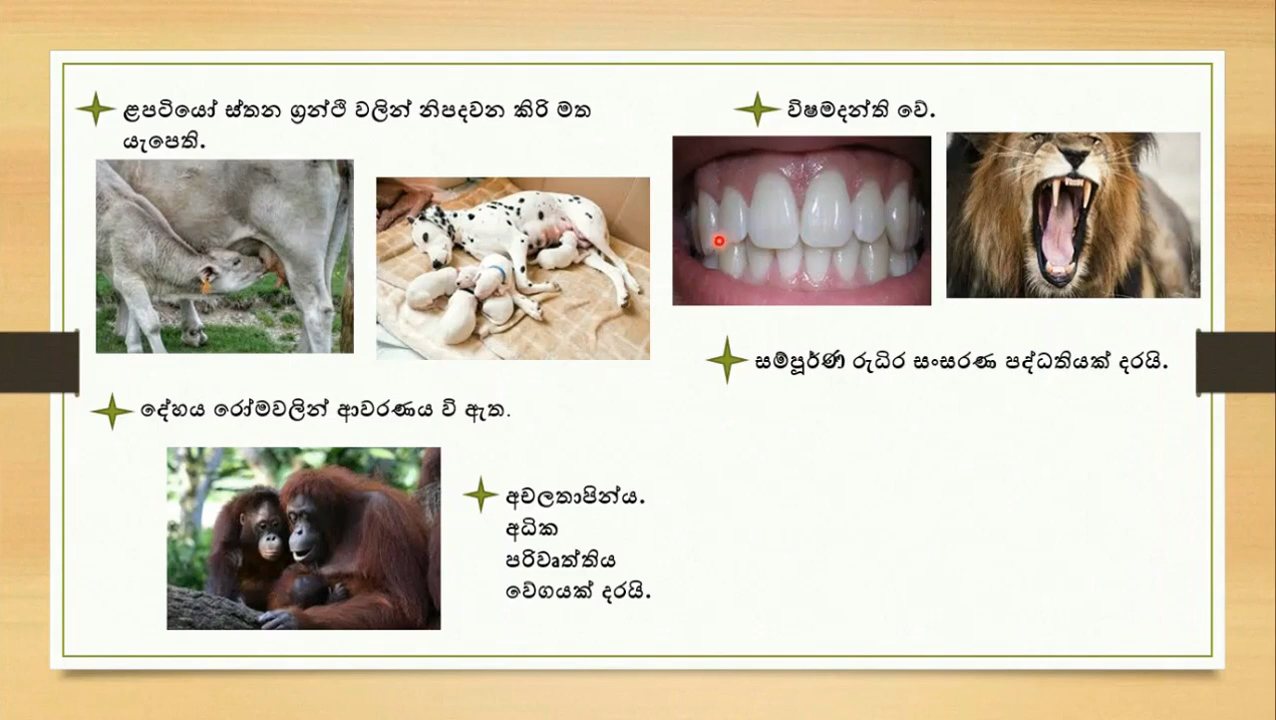 ළපටියෝ ස්තන ග්‍රන්ථි වලින් නිපදවන කිරි මත
යැපෙති.
විෂමදන්ති වේ.
සම්පූර්ණ රුධිර සංසරණ පද්ධතියක් දරයි.
දේහය රෝමවලින් ආවරණය වි ඇත.
අචලතාපින්ය.
අධික
පරිවෘත්තිය
වේගයක් දරයි.